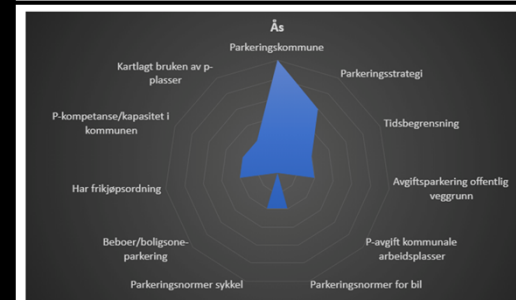 Ås
Parkeringskommune
Kartlagt bruken av p-
plasser
Parkeringsstrategi
P-kompetanse/kapasitet i
kommunen
Tidsbegrensning
Har frikjøpsordning
Avgiftsparkering offentlig
veggrunn
Beboer/boligsone-
parkering
P-avgift kommunale
arbeidsplasser
Parkeringsnormer sykkel
Parkeringsnormer for bil